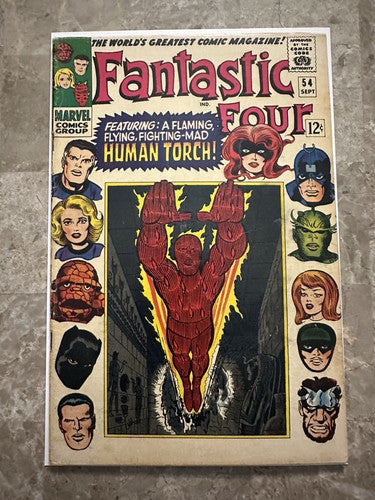 THE WORLD'S GREATEST COMIC MAGAZINE!
APPROVED
BY THE
COMICS
CODE
AUTHORITY
Fantastic
Four
IND.
54
SEPT
12¢
MARVEL
COMICS
GROUP
FEATURING: A FLAMING,
FLYING, FIGHTING-MAD
HUMAN TORCH!